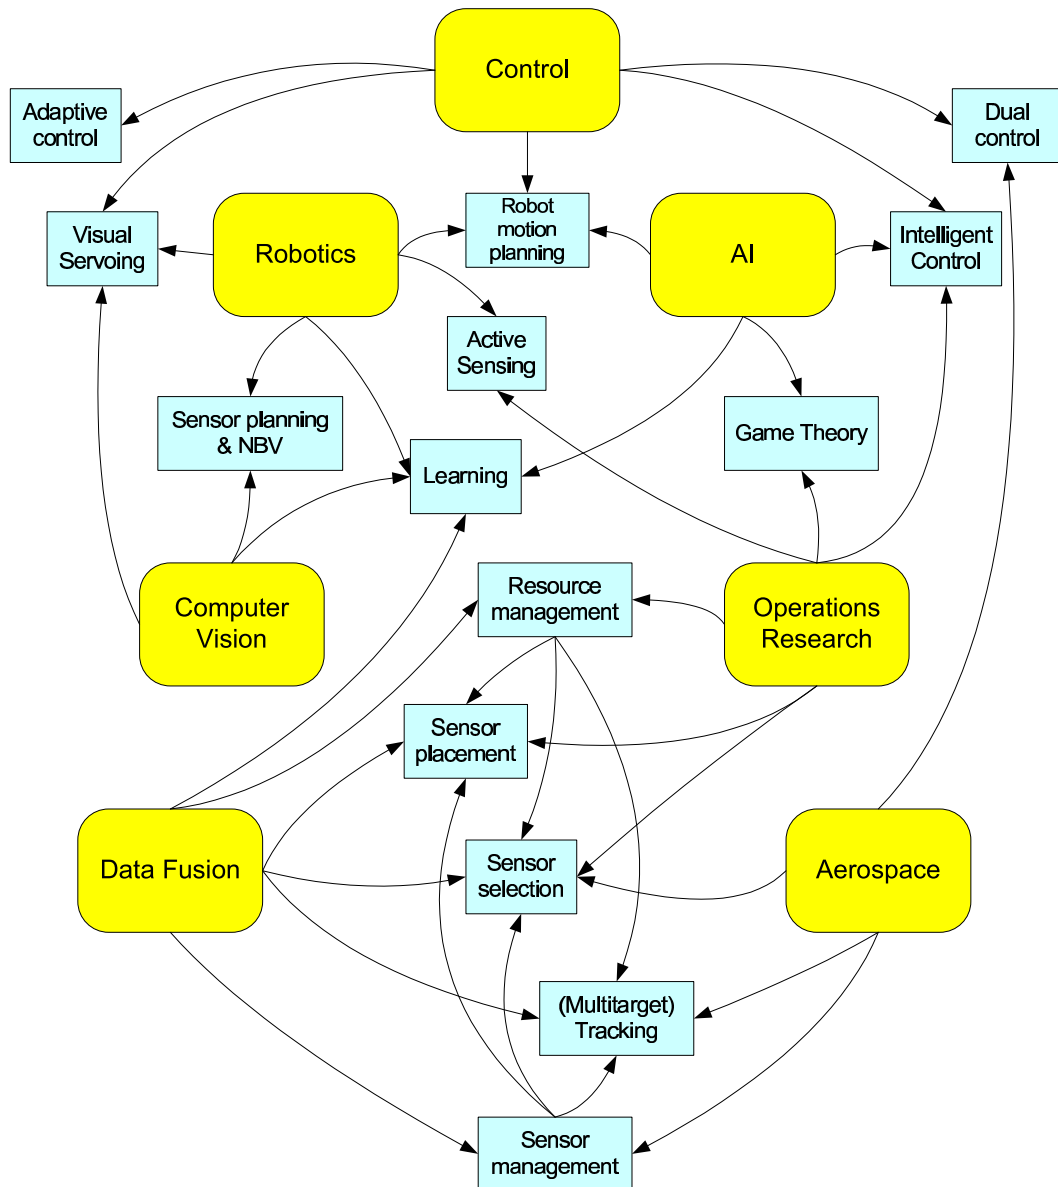 Control
Adaptive
control
Dual
control
Robot
motion
planning
Visual
Servoing
Robotics
AI
Intelligent
Control
Active
Sensing
Sensor planning
& NBV
Game Theory
Learning
Resource
management
Computer
Vision
Operations
Research
Sensor
placement
Data Fusion
Sensor
selection
Aerospace
(Multitarget)
Tracking
Sensor
management